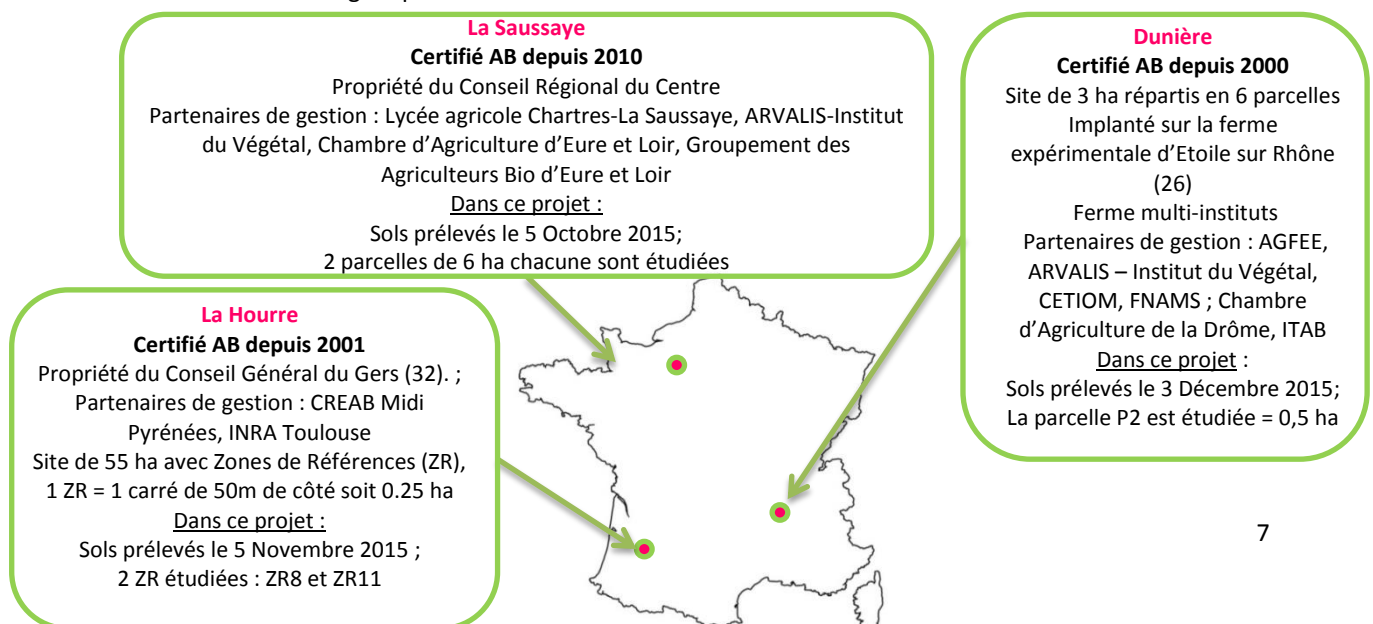 La Saussaye
Certifié AB depuis 2010
Propriété du Conseil Régional du Centre
Partenaires de gestion : Lycée agricole Chartres-La Saussaye, ARVALIS-Institut
du Végétal, Chambre d’Agriculture d’Eure et Loir, Groupement des
Agriculteurs Bio d’Eure et Loir
Dans ce projet :
Sols prélevés le 5 Octobre 2015;
2 parcelles de 6 ha chacune sont étudiées
Dunière
Certifié AB depuis 2000
Site de 3 ha répartis en 6 parcelles
Implanté sur la ferme
expérimentale d’Etoile sur Rhône
(26)
Ferme multi-instituts
Partenaires de gestion : AGFEE,
ARVALIS – Institut du Végétal,
CETIOM, FNAMS ; Chambre
d’Agriculture de la Drôme, ITAB
Dans ce projet :
Sols prélevés le 3 Décembre 2015;
La parcelle P2 est étudiée = 0,5 ha
La Hourre
Certifié AB depuis 2001
Propriété du Conseil Général du Gers (32). ;
Partenaires de gestion : CREAB Midi
Pyrénées, INRA Toulouse
Site de 55 ha avec Zones de Références (ZR),
1 ZR = 1 carré de 50m de côté soit 0.25 ha
Dans ce projet :
Sols prélevés le 5 Novembre 2015 ;
2 ZR étudiées : ZR8 et ZR11
7